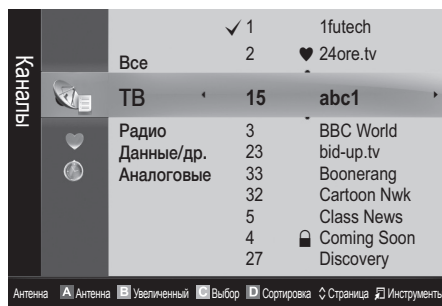 Каналы
1 1futech
Все 2 24ore.tv
ТВ 15 abc1
Радио 3 BBC World
Данные/др. 23 bid-up.tv
Аналоговые 33 Boonerang
32 Cartoon Nwk
5 Class News
4 Coming Soon
27 Discovery
Антенна A Антенна B Увеличенный C Выбор D Сортировка Страница Инструменты